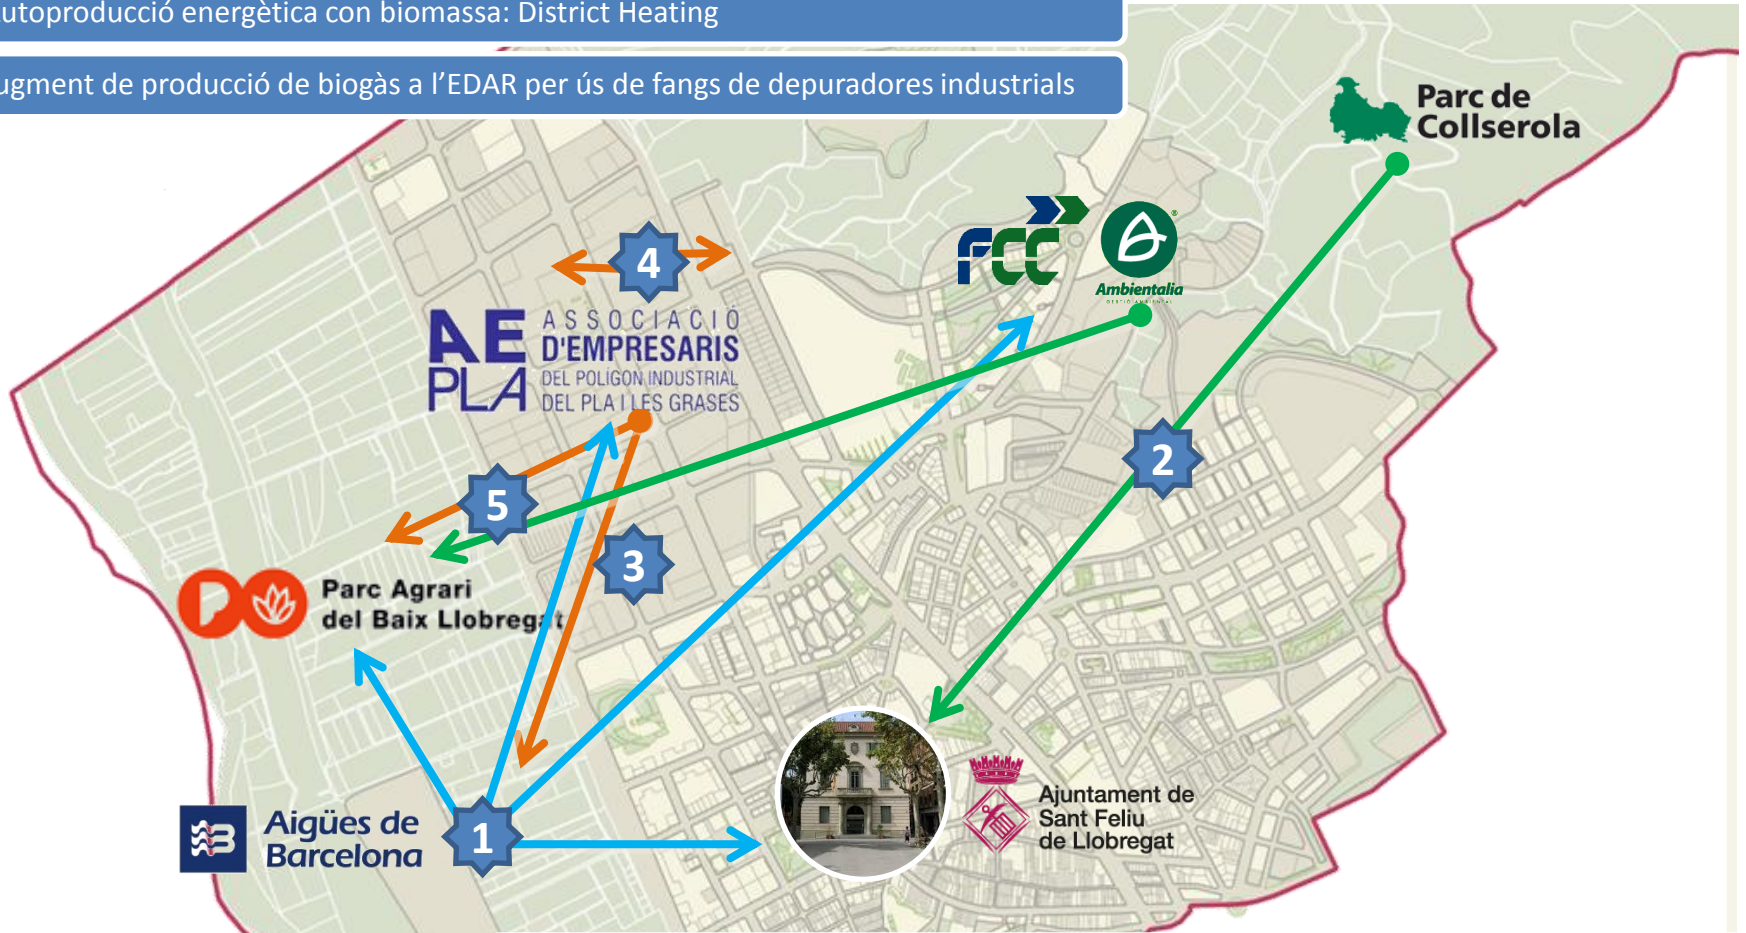 utoproducció energètica con biomassa: District Heating
ugment de producció de biogàs a l'EDAR per ús de fangs de depuradores industrials
Parc de
Collserola
FCC
Ambientalia
4
AE
PLA
ASSOCIACIÓ
D'EMPRESARIS
DEL POLÍGON INDUSTRIAL
DEL PLA I LES GRASES
2
5
3
Parc Agrari
del Baix Llobregat
Aigües de
Barcelona
1
Ajuntament de
Sant Feliu
de Llobregat